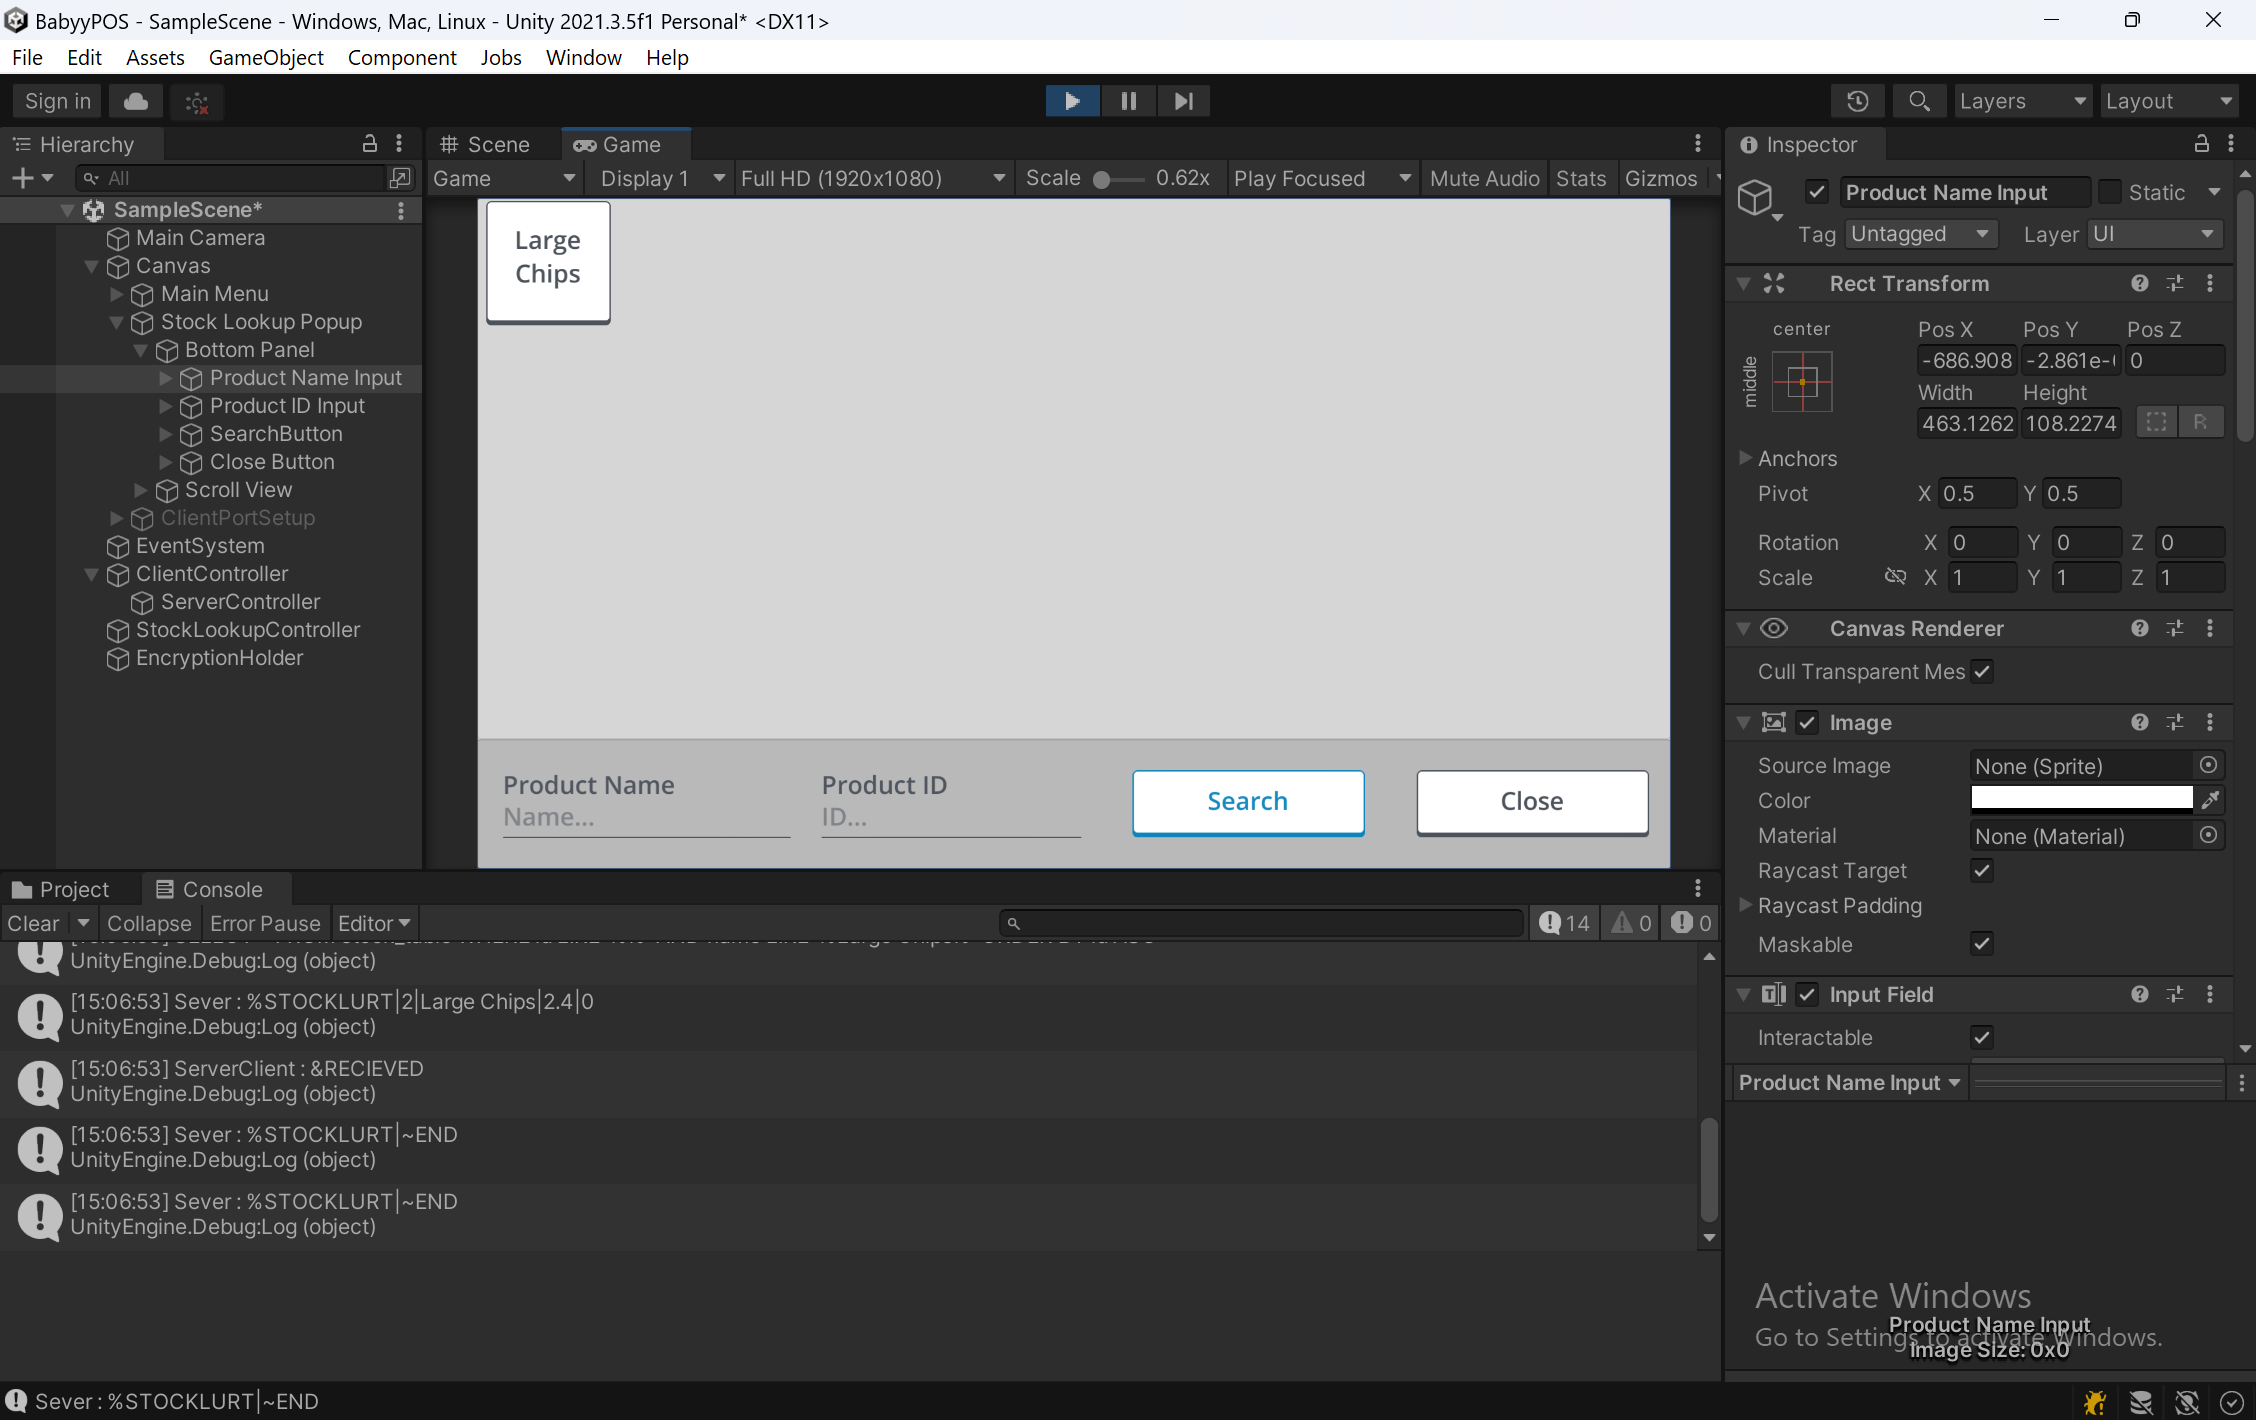 BabyyPOS - SampleScene - Windows, Mac, Linux - Unity 2021.3.5f1 Personal* <DX11>
File Edit Assets GameObject Component Jobs Window Help
Sign in Layers Layout
Hierarchy
All
SampleScene*
Main Camera
Canvas
Main Menu
Stock Lookup Popup
Bottom Panel
Product Name Input
Product ID Input
SearchButton
Close Button
Scroll View
ClientPortSetup
EventSystem
ClientController
ServerController
StockLookupController
EncryptionHolder
Scene Game
Game Display 1 Full HD (1920x1080) Scale 0.62x Play Focused Mute Audio Stats Gizmos
Large
Chips
Product Name
Name...
Product ID
ID...
Search
Close
Project Console
Clear Collapse Error Pause Editor 14 0 0
UnityEngine.Debug:Log (object)
[15:06:53] Sever : %STOCKLURT|2|Large Chips|2.4|0
UnityEngine.Debug:Log (object)
[15:06:53] ServerClient : &RECIEVED
UnityEngine.Debug:Log (object)
[15:06:53] Sever : %STOCKLURT|~END
UnityEngine.Debug:Log (object)
[15:06:53] Sever : %STOCKLURT|~END
UnityEngine.Debug:Log (object)
Sever : %STOCKLURT|~END
Inspector
Product Name Input Static
Tag Untagged Layer UI
Rect Transform
center
middle
Pos X Pos Y Pos Z
-686.908 -2.861e- 0
Width Height
463.1262 108.2274 R
Anchors
Pivot X 0.5 Y 0.5
Rotation X 0 Y 0 Z 0
Scale X 1 Y 1 Z 1
Canvas Renderer
Cull Transparent Mes
Image
Source Image None (Sprite)
Color
Material None (Material)
Raycast Target
Raycast Padding
Maskable
Input Field
Interactable
Product Name Input
Activate Windows
Go to Settings to activate Windows.
Product Name Input
Image Size: 0x0